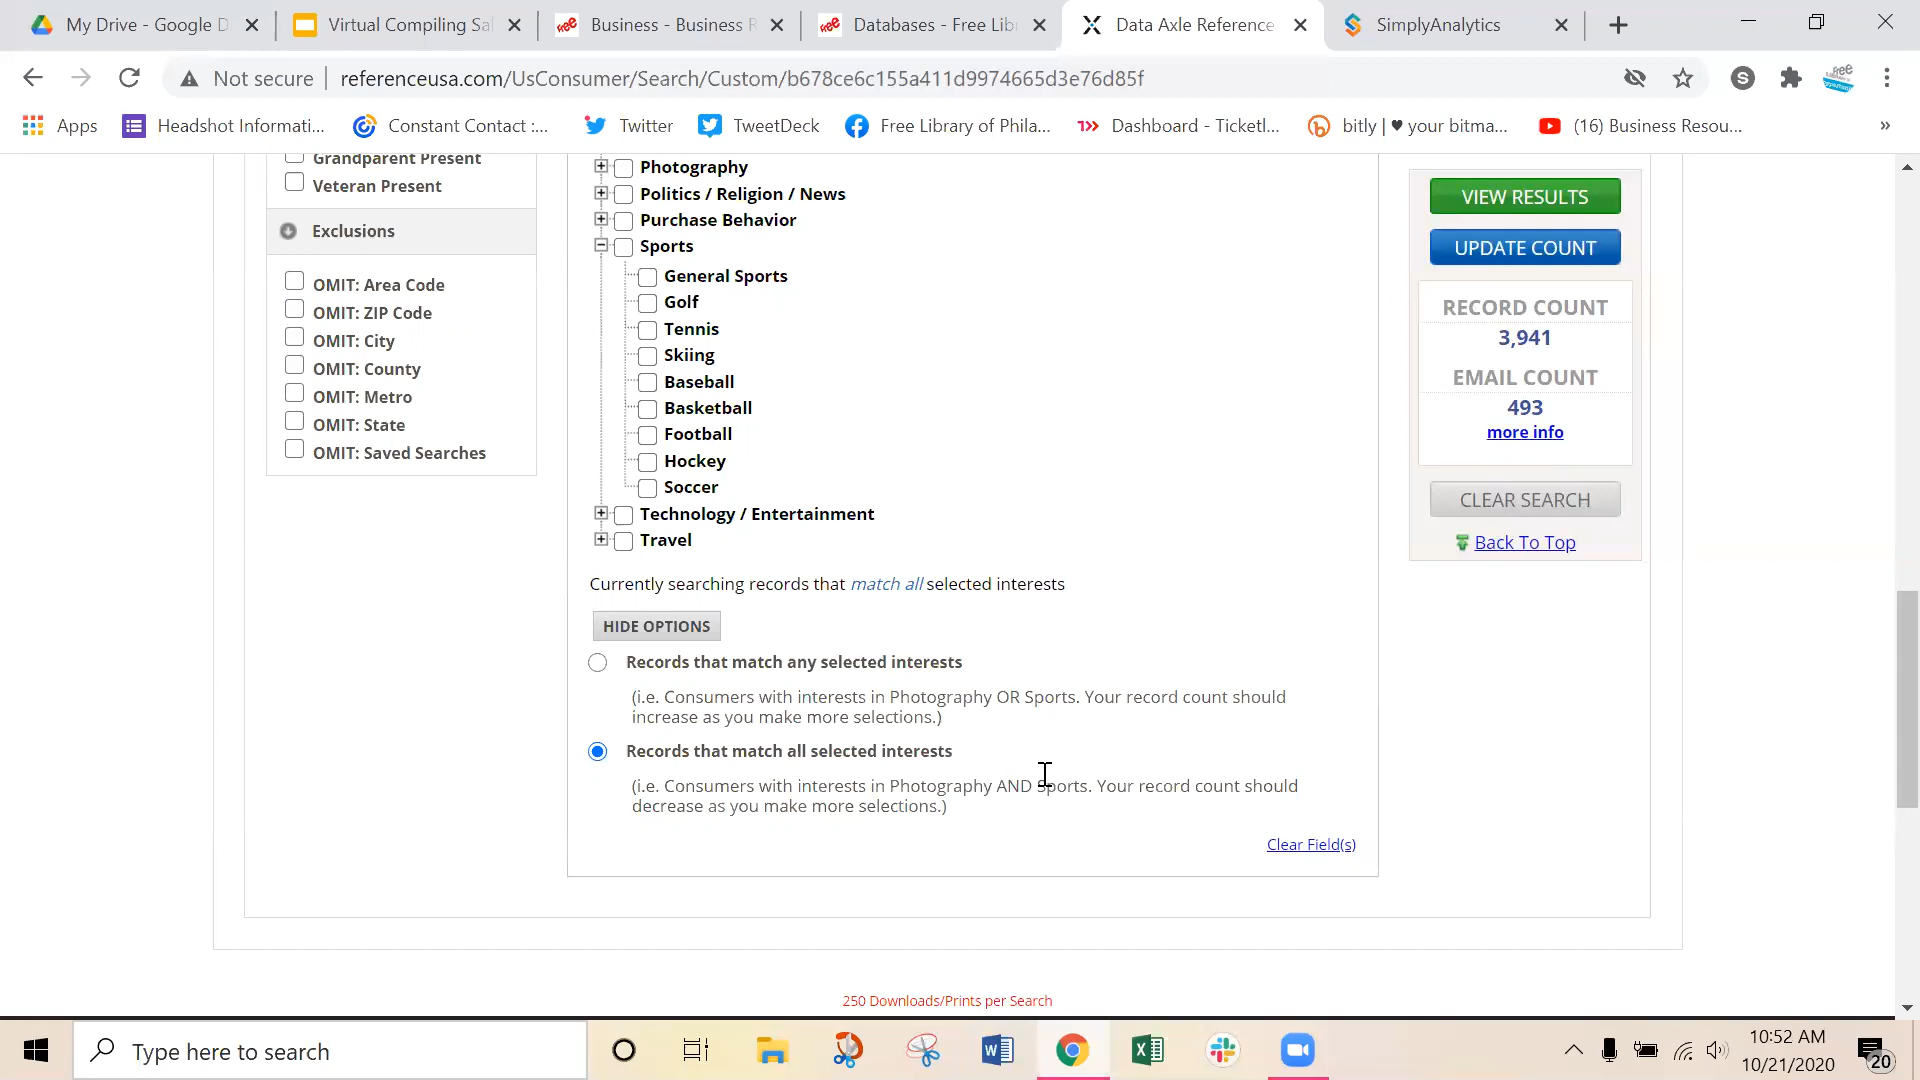 My Drive - Google D
Virtual Compiling Sal
Business - Business R
Databases - Free Libr
Data Axle Reference
SimplyAnalytics
Not secure
referenceusa.com/UsConsumer/Search/Custom/b678ce6c155a411d9974665d3e76d85f
S
Apps
Headshot Informati...
Constant Contact :...
Twitter
TweetDeck
Free Library of Phila...
Dashboard - Ticketl...
bitly | ♥ your bitma...
(16) Business Resou...
»
Grandparent Present
Veteran Present
Exclusions
OMIT: Area Code
OMIT: ZIP Code
OMIT: City
OMIT: County
OMIT: Metro
OMIT: State
OMIT: Saved Searches
Photography
Politics / Religion / News
Purchase Behavior
Sports
General Sports
Golf
Tennis
Skiing
Baseball
Basketball
Football
Hockey
Soccer
Technology / Entertainment
Travel
Currently searching records that match all selected interests
HIDE OPTIONS
Records that match any selected interests
(i.e. Consumers with interests in Photography OR Sports. Your record count should
increase as you make more selections.)
Records that match all selected interests
(i.e. Consumers with interests in Photography AND Sports. Your record count should
decrease as you make more selections.)
Clear Field(s)
VIEW RESULTS
UPDATE COUNT
RECORD COUNT
3,941
EMAIL COUNT
493
more info
CLEAR SEARCH
Back To Top
250 Downloads/Prints per Search
Type here to search
10:52 AM
10/21/2020
20